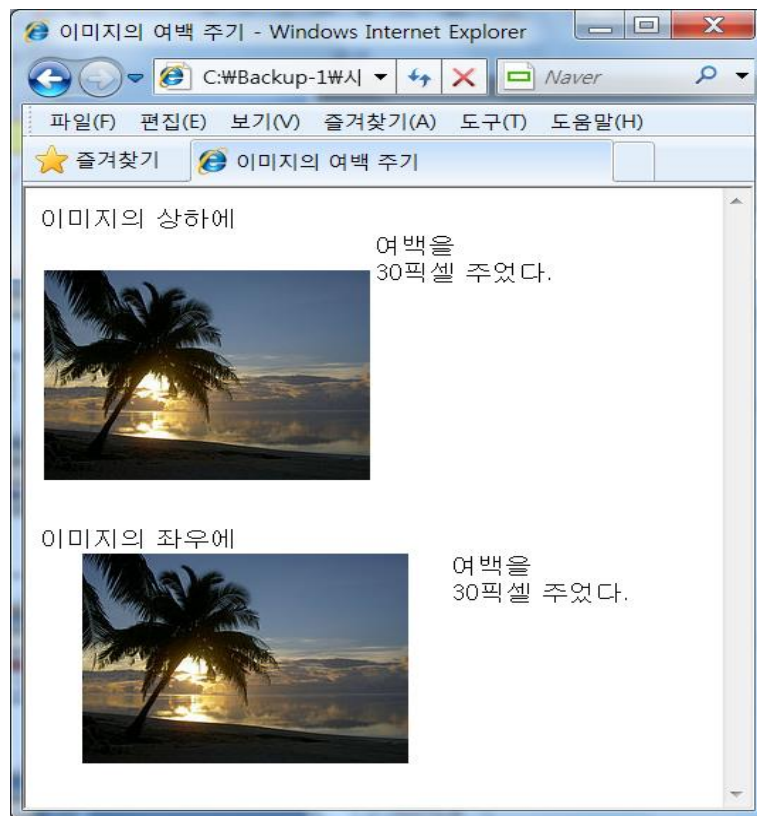 이미지의 여백 주기 - Windows Internet Explorer
C:₩Backup-1₩시
Naver
파일(F) 편집(E) 보기(V) 즐겨찾기(A) 도구(T) 도움말(H)
즐겨찾기
이미지의 여백 주기
이미지의 상하에
여백을
30픽셀 주었다.
이미지의 좌우에
여백을
30픽셀 주었다.